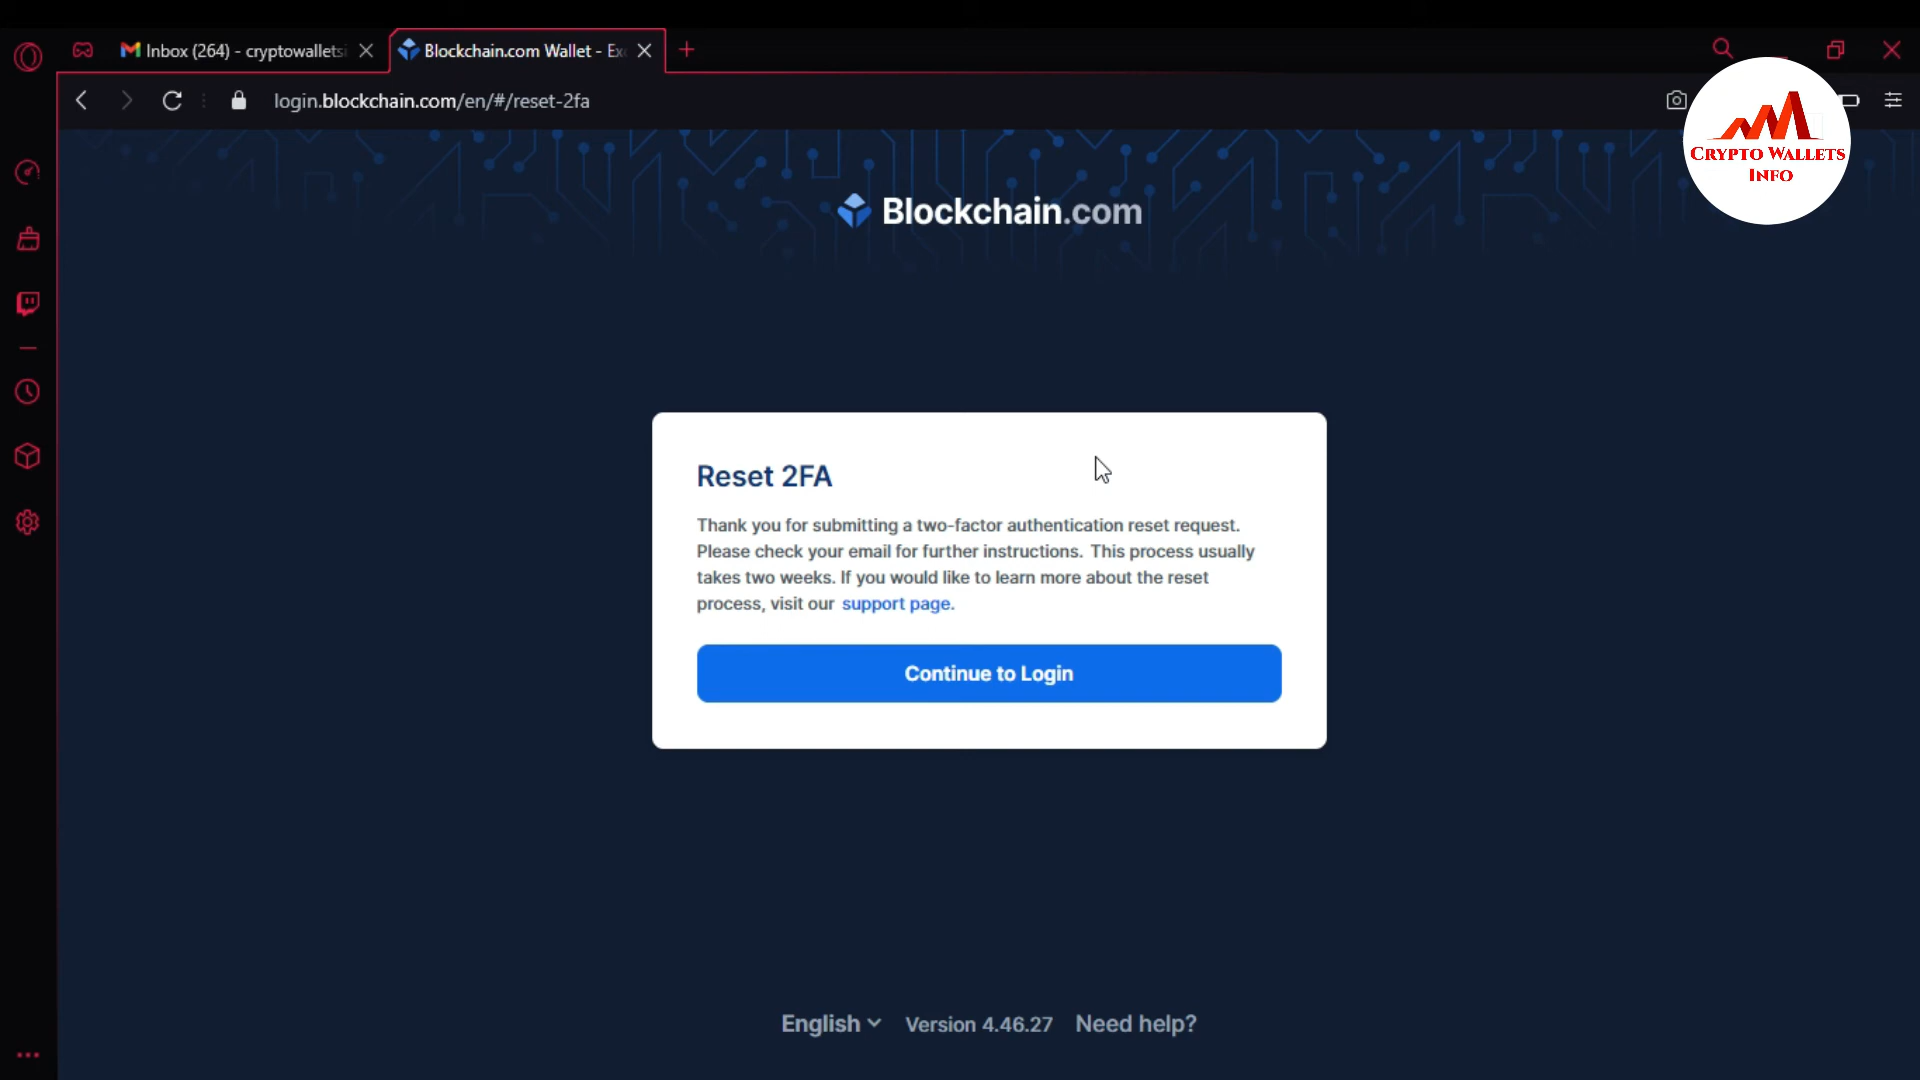 Inbox (264) - cryptowallets
Blockchain.com Wallet - Ex
login.blockchain.com/en/#/reset-2fa
CRYPTO WALLETS
INFO
Blockchain.com
Reset 2FA
Thank you for submitting a two-factor authentication reset request.
Please check your email for further instructions. This process usually
takes two weeks. If you would like to learn more about the reset
process, visit our support page.
Continue to Login
English Version 4.46.27 Need help?